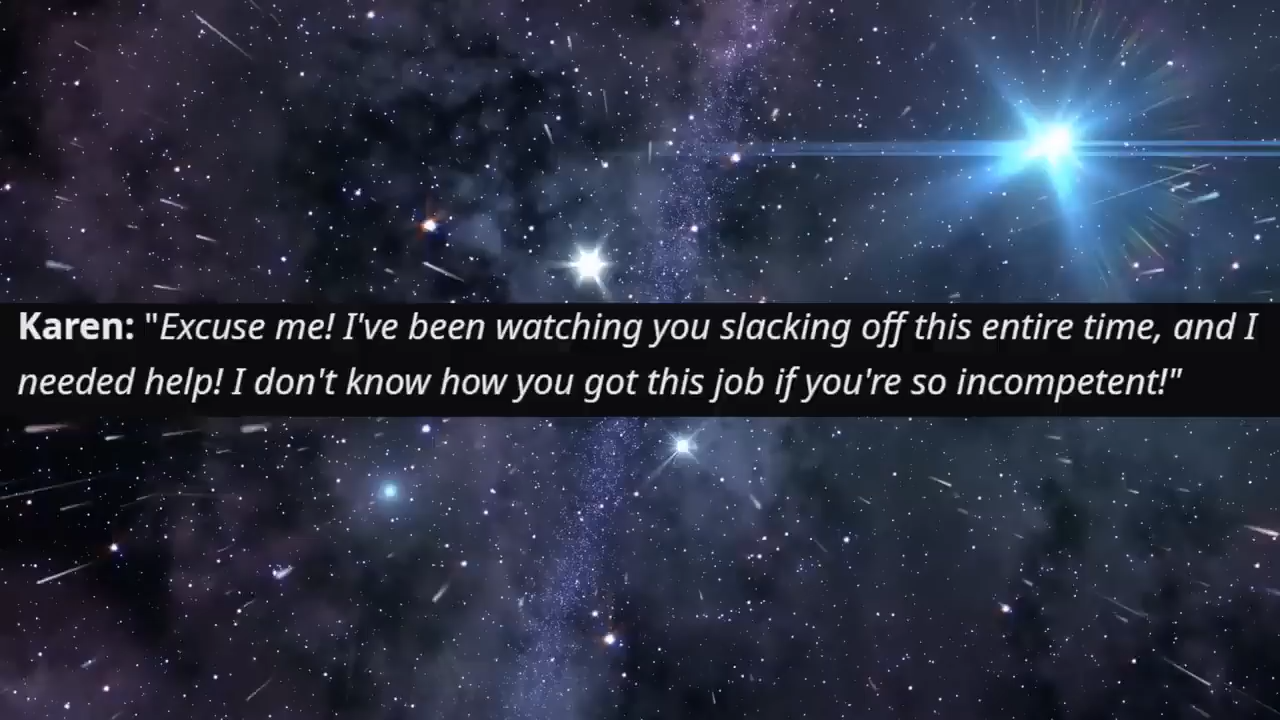 Karen: "Excuse me! I've been watching you slacking off this entire time, and I
needed help! I don't know how you got this job if you're so incompetent!"